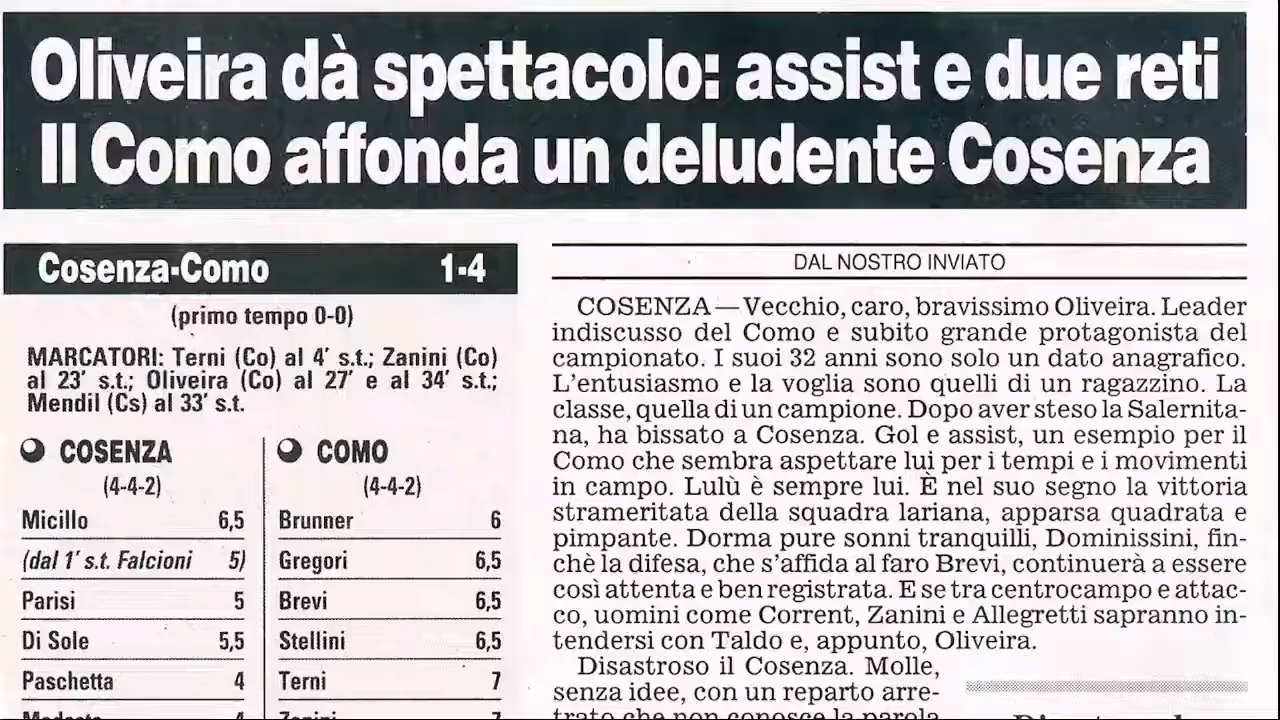 Oliveira dà spettacolo: assist e due reti
Il Como affonda un deludente Cosenza
Cosenza-Como 1-4
(primo tempo 0-0)
MARCATORI: Terni (Co) al 4' s.t.; Zanini (Co)
al 23' s.t.; Oliveira (Co) al 27' e al 34' s.t.;
Mendil (Cs) al 33' s.t.
COSENZA
(4-4-2)
Micillo 6,5
(dal 1' s.t. Falcioni 5)
Parisi 5
Di Sole 5,5
Paschetta 4
COMO
(4-4-2)
Brunner 6
Gregori 6,5
Brevi 6,5
Stellini 6,5
Terni 7
Zanini 7
DAL NOSTRO INVIATO
COSENZA — Vecchio, caro, bravissimo Oliveira. Leader
indiscusso del Como e subito grande protagonista del
campionato. I suoi 32 anni sono solo un dato anagrafico.
L'entusiasmo e la voglia sono quelli di un ragazzino. La
classe, quella di un campione. Dopo aver steso la Salernita-
na, ha bissato a Cosenza. Gol e assist, un esempio per il
Como che sembra aspettare lui per i tempi e i movimenti
in campo. Lulù è sempre lui. È nel suo segno la vittoria
strameritata della squadra lariana, apparsa quadrata e
pimpante. Dorma pure sonni tranquilli, Dominissini, fin-
chè la difesa, che s'affida al faro Brevi, continuerà a essere
così attenta e ben registrata. E se tra centrocampo e attac-
co, uomini come Corrent, Zanini e Allegretti sapranno in-
tendersi con Taldo e, appunto, Oliveira.
Disastroso il Cosenza. Molle,
senza idee, con un reparto arre-
trato che non conosce la parola